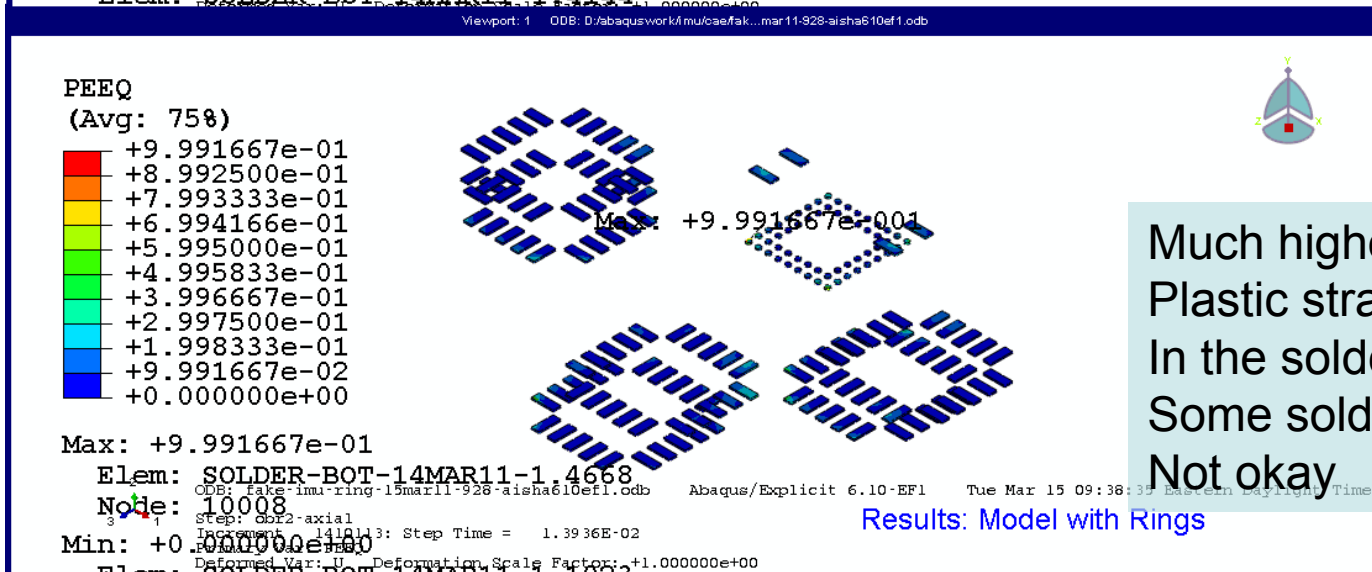 Viewport: 1 ODB: D:/abaquswork/imu/cae/fak...mar11-928-aisha610ef1.odb
PEEQ
(Avg: 75%)
+9.991667e-01
+8.992500e-01
+7.993333e-01
+6.994166e-01
+5.995000e-01
+4.995833e-01
+3.996667e-01
+2.997500e-01
+1.998333e-01
+9.991667e-02
+0.000000e+00
Max: +9.991667e-001
Y
Z X
Much highe
Plastic stra
In the solde
Some sold
Not okay
Max: +9.991667e-01
Elem: SOLDER-BOT-14MAR11-1.4668
ODB: fake-imu-ring-15mar11-928-aisha610ef1.odb Abaqus/Explicit 6.10-EF1 Tue Mar 15 09:38:35 Eastern Daylight Time
Node: 10008
2
3 1
Step: obr2-axial
Results: Model with Rings
Increment 1410113: Step Time = 1.3936E-02
Min: +0.000000e+00
Primary Var: PEEQ
Deformed Var: U Deformation Scale Factor: +1.000000e+00